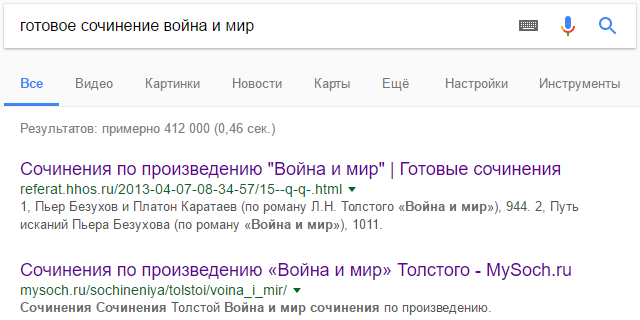 готовое сочинение война и мир
Все Видео Картинки Новости Карты Ещё Настройки Инструменты
Результатов: примерно 412 000 (0,46 сек.)
Сочинения по произведению "Война и мир" | Готовые сочинения
referat.hhos.ru/2013-04-07-08-34-57/15--q-q-.html
1, Пьер Безухов и Платон Каратаев (по роману Л.Н. Толстого «Война и мир»), 944. 2, Путь
исканий Пьера Безухова (по роману «Война и мир»), 1011.
Сочинения по произведению «Война и мир» Толстого - MySoch.ru
mysoch.ru/sochineniya/tolstoi/voina_i_mir/
Сочинения Сочинения Толстой Война и мир сочинения по произведению.